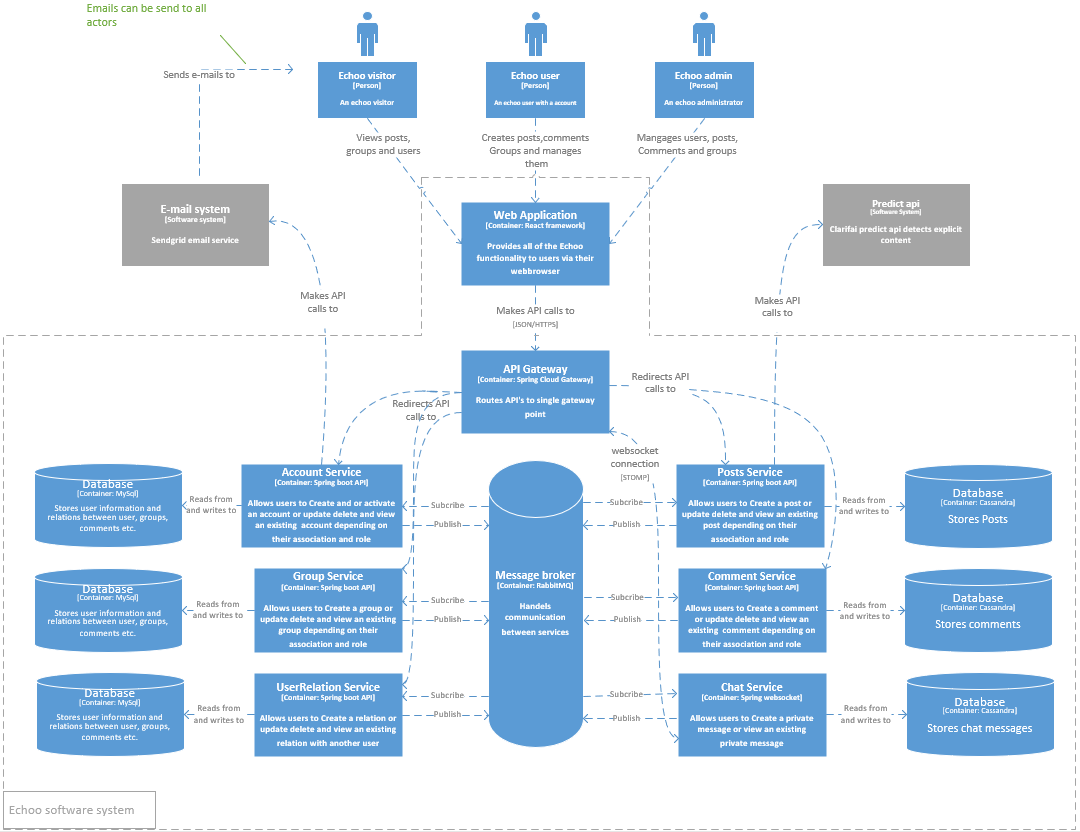 Emails can be send to all
actors
Sends e-mails to
Echoo visitor
[Person]
An echoo visitor
Echoo user
[Person]
An echoo user with a account
Echoo admin
[Person]
An echoo administrator
Views posts,
groups and users
Creates posts,comments
Groups and manages
them
Mangages users, posts,
Comments and groups
E-mail system
[Software system]
Sendgrid email service
Web Application
[Container: React framework]
Provides all of the Echoo
functionality to users via their
webbrowser
Predict api
[Software System]
Clarifai predict api detects explicit
content
Makes API
calls to
Makes API calls to
[JSON/HTTPS]
Makes API
calls to
API Gateway
[Container: Spring Cloud Gateway]
Routes API's to single gateway
point
Redirects API
calls to
Redirects API
calls to
websocket
connection
[STOMP]
Database
[Container: MySql]
Stores user information and
relations between user, groups,
comments etc.
Reads from
and writes to
Account Service
[Container: Spring boot API]
Allows users to Create and or activate
an account or update delete and view
an existing account depending on
their association and role
Subcribe
Publish
Subcribe
Publish
Posts Service
[Container: Spring boot API]
Allows users to Create a post or
update delete and view an existing
post depending on their
association and role
Reads from
and writes to
Database
[Container: Cassandra]
Stores Posts
Database
[Container: MySql]
Stores user information and
relations between user, groups,
comments etc.
Reads from
and writes to
Group Service
[Container: Spring boot API]
Allows users to Create a group or
update delete and view an existing
group depending on their
association and role
Subcribe
Publish
Message broker
[Container: RabbitMQ]
Handels
communication
between services
Subcribe
Publish
Comment Service
[Container: Spring boot API]
Allows users to Create a comment
or update delete and view an
existing comment depending on
their association and role
Reads from
and writes to
Database
[Container: Cassandra]
Stores comments
Database
[Container: MySql]
Stores user information and
relations between user, groups,
comments etc.
Reads from
and writes to
UserRelation Service
[Container: Spring boot API]
Allows users to Create a relation or
update delete and view an existing
relation with another user
Subcribe
Publish
Subcribe
Publish
Chat Service
[Container: Spring websocket]
Allows users to Create a private
message or view an existing
private message
Reads from
and writes to
Database
[Container: Cassandra]
Stores chat messages
Echoo software system